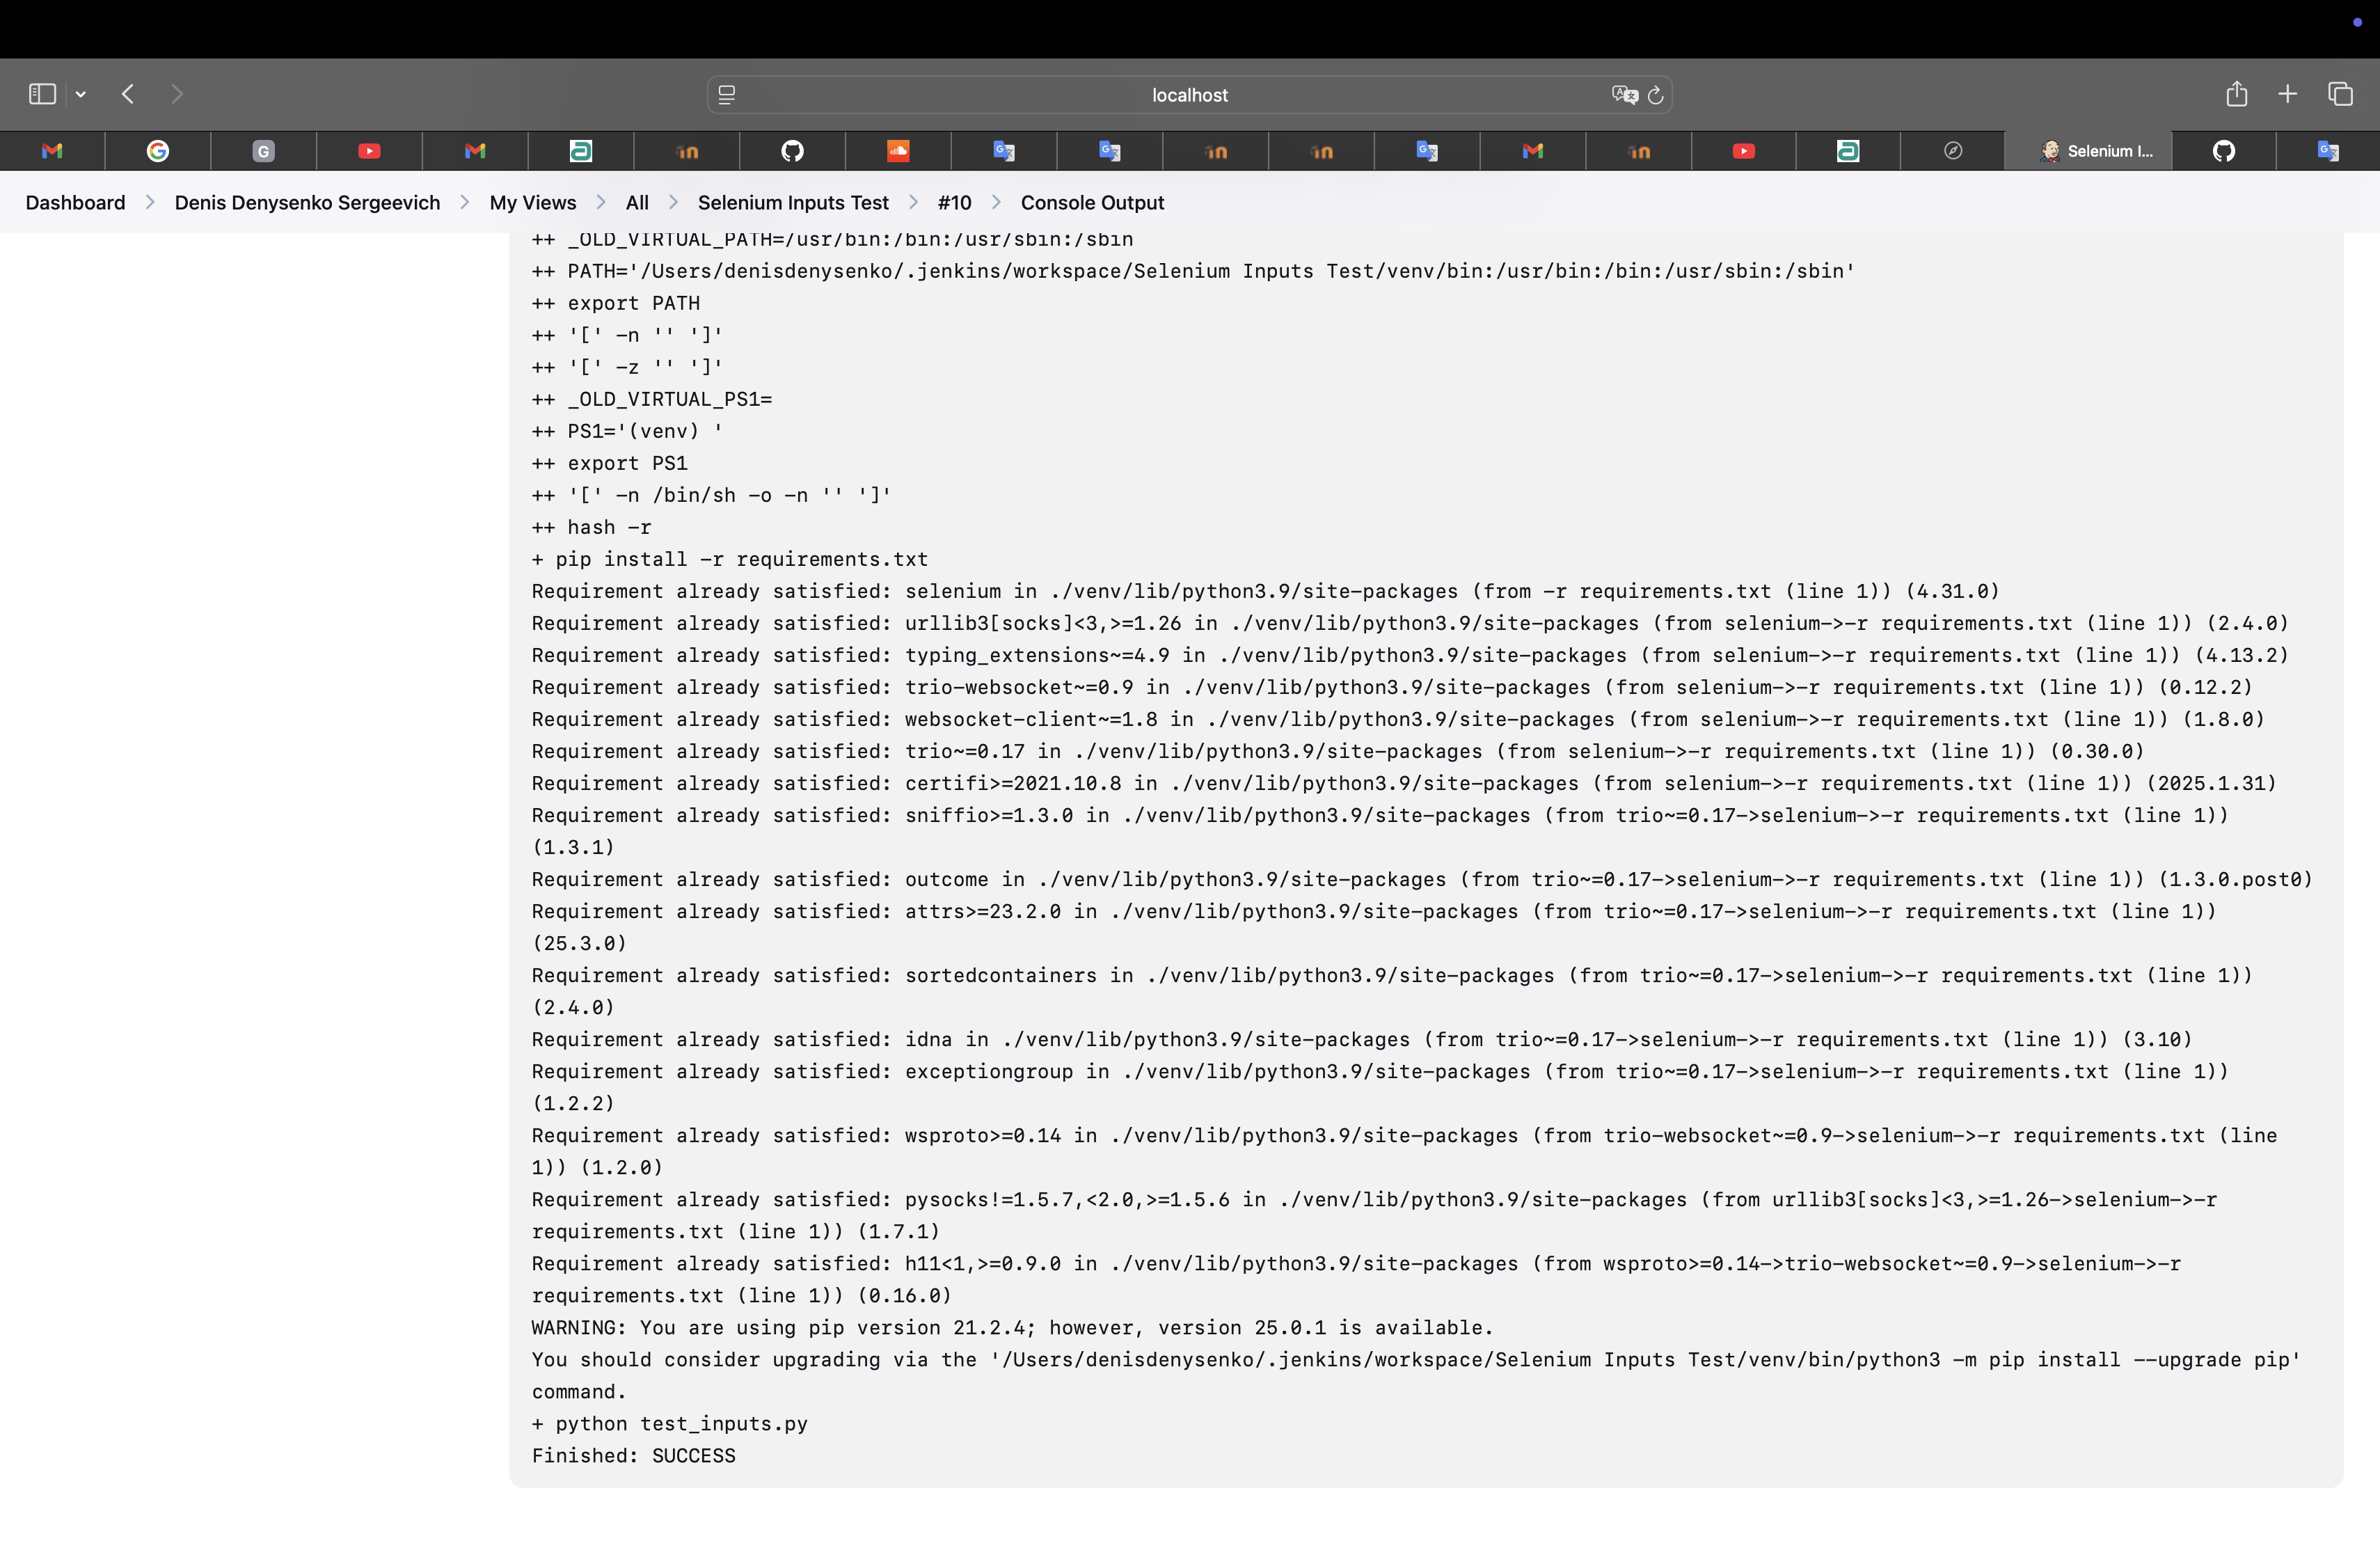 localhost
Selenium I...
Dashboard > Denis Denysenko Sergeevich > My Views > All > Selenium Inputs Test > #10 > Console Output
++ _OLD_VIRTUAL_PATH=/usr/bin:/bin:/usr/sbin:/sbin
++ PATH='/Users/denisdenysenko/.jenkins/workspace/Selenium Inputs Test/venv/bin:/usr/bin:/bin:/usr/sbin:/sbin'
++ export PATH
++ '[' -n '' ']'
++ '[' -z '' ']'
++ _OLD_VIRTUAL_PS1=
++ PS1='(venv) '
++ export PS1
++ '[' -n /bin/sh -o -n '' ']'
++ hash -r
+ pip install -r requirements.txt
Requirement already satisfied: selenium in ./venv/lib/python3.9/site-packages (from -r requirements.txt (line 1)) (4.31.0)
Requirement already satisfied: urllib3[socks]<3,>=1.26 in ./venv/lib/python3.9/site-packages (from selenium->-r requirements.txt (line 1)) (2.4.0)
Requirement already satisfied: typing_extensions~=4.9 in ./venv/lib/python3.9/site-packages (from selenium->-r requirements.txt (line 1)) (4.13.2)
Requirement already satisfied: trio-websocket~=0.9 in ./venv/lib/python3.9/site-packages (from selenium->-r requirements.txt (line 1)) (0.12.2)
Requirement already satisfied: websocket-client~=1.8 in ./venv/lib/python3.9/site-packages (from selenium->-r requirements.txt (line 1)) (1.8.0)
Requirement already satisfied: trio~=0.17 in ./venv/lib/python3.9/site-packages (from selenium->-r requirements.txt (line 1)) (0.30.0)
Requirement already satisfied: certifi>=2021.10.8 in ./venv/lib/python3.9/site-packages (from selenium->-r requirements.txt (line 1)) (2025.1.31)
Requirement already satisfied: sniffio>=1.3.0 in ./venv/lib/python3.9/site-packages (from trio~=0.17->selenium->-r requirements.txt (line 1))
(1.3.1)
Requirement already satisfied: outcome in ./venv/lib/python3.9/site-packages (from trio~=0.17->selenium->-r requirements.txt (line 1)) (1.3.0.post0)
Requirement already satisfied: attrs>=23.2.0 in ./venv/lib/python3.9/site-packages (from trio~=0.17->selenium->-r requirements.txt (line 1))
(25.3.0)
Requirement already satisfied: sortedcontainers in ./venv/lib/python3.9/site-packages (from trio~=0.17->selenium->-r requirements.txt (line 1))
(2.4.0)
Requirement already satisfied: idna in ./venv/lib/python3.9/site-packages (from trio~=0.17->selenium->-r requirements.txt (line 1)) (3.10)
Requirement already satisfied: exceptiongroup in ./venv/lib/python3.9/site-packages (from trio~=0.17->selenium->-r requirements.txt (line 1))
(1.2.2)
Requirement already satisfied: wsproto>=0.14 in ./venv/lib/python3.9/site-packages (from trio-websocket~=0.9->selenium->-r requirements.txt (line
1)) (1.2.0)
Requirement already satisfied: pysocks!=1.5.7,<2.0,>=1.5.6 in ./venv/lib/python3.9/site-packages (from urllib3[socks]<3,>=1.26->selenium->-r
requirements.txt (line 1)) (1.7.1)
Requirement already satisfied: h11<1,>=0.9.0 in ./venv/lib/python3.9/site-packages (from wsproto>=0.14->trio-websocket~=0.9->selenium->-r
requirements.txt (line 1)) (0.16.0)
WARNING: You are using pip version 21.2.4; however, version 25.0.1 is available.
You should consider upgrading via the '/Users/denisdenysenko/.jenkins/workspace/Selenium Inputs Test/venv/bin/python3 -m pip install --upgrade pip'
command.
+ python test_inputs.py
Finished: SUCCESS